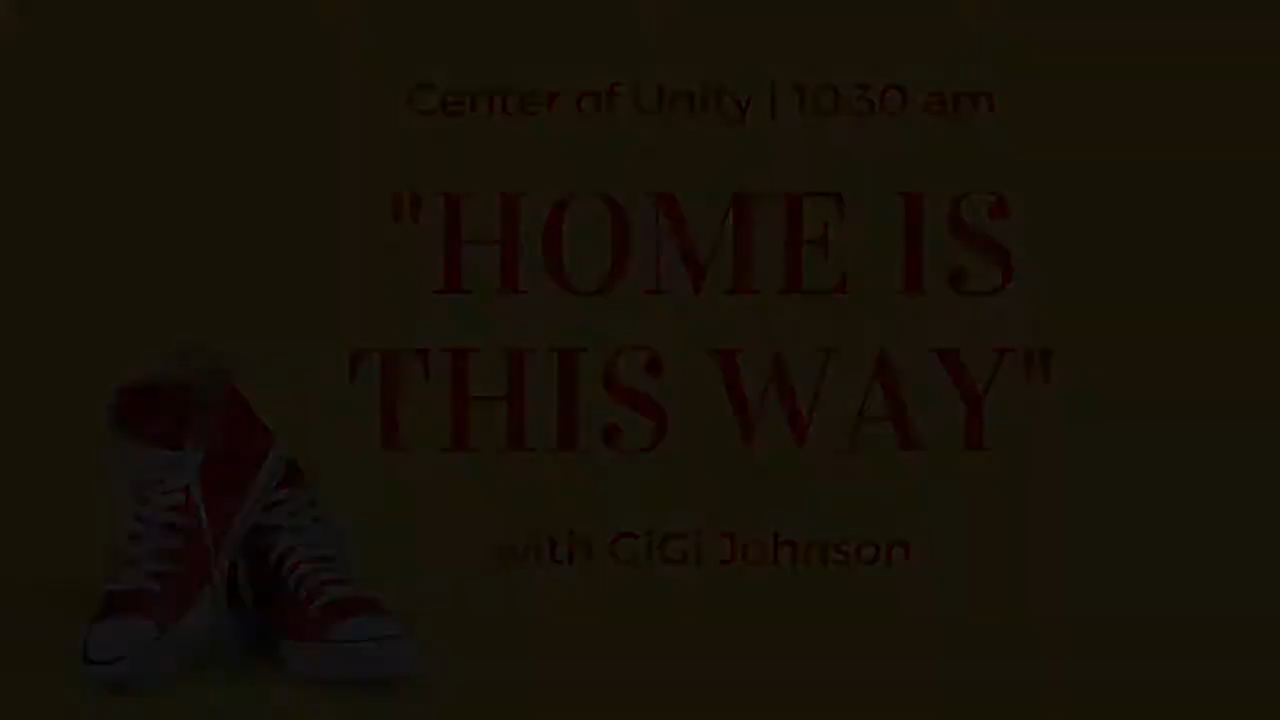 Center of Unity | 10:30 am
"HOME IS
THIS WAY"
with GiGi Johnson